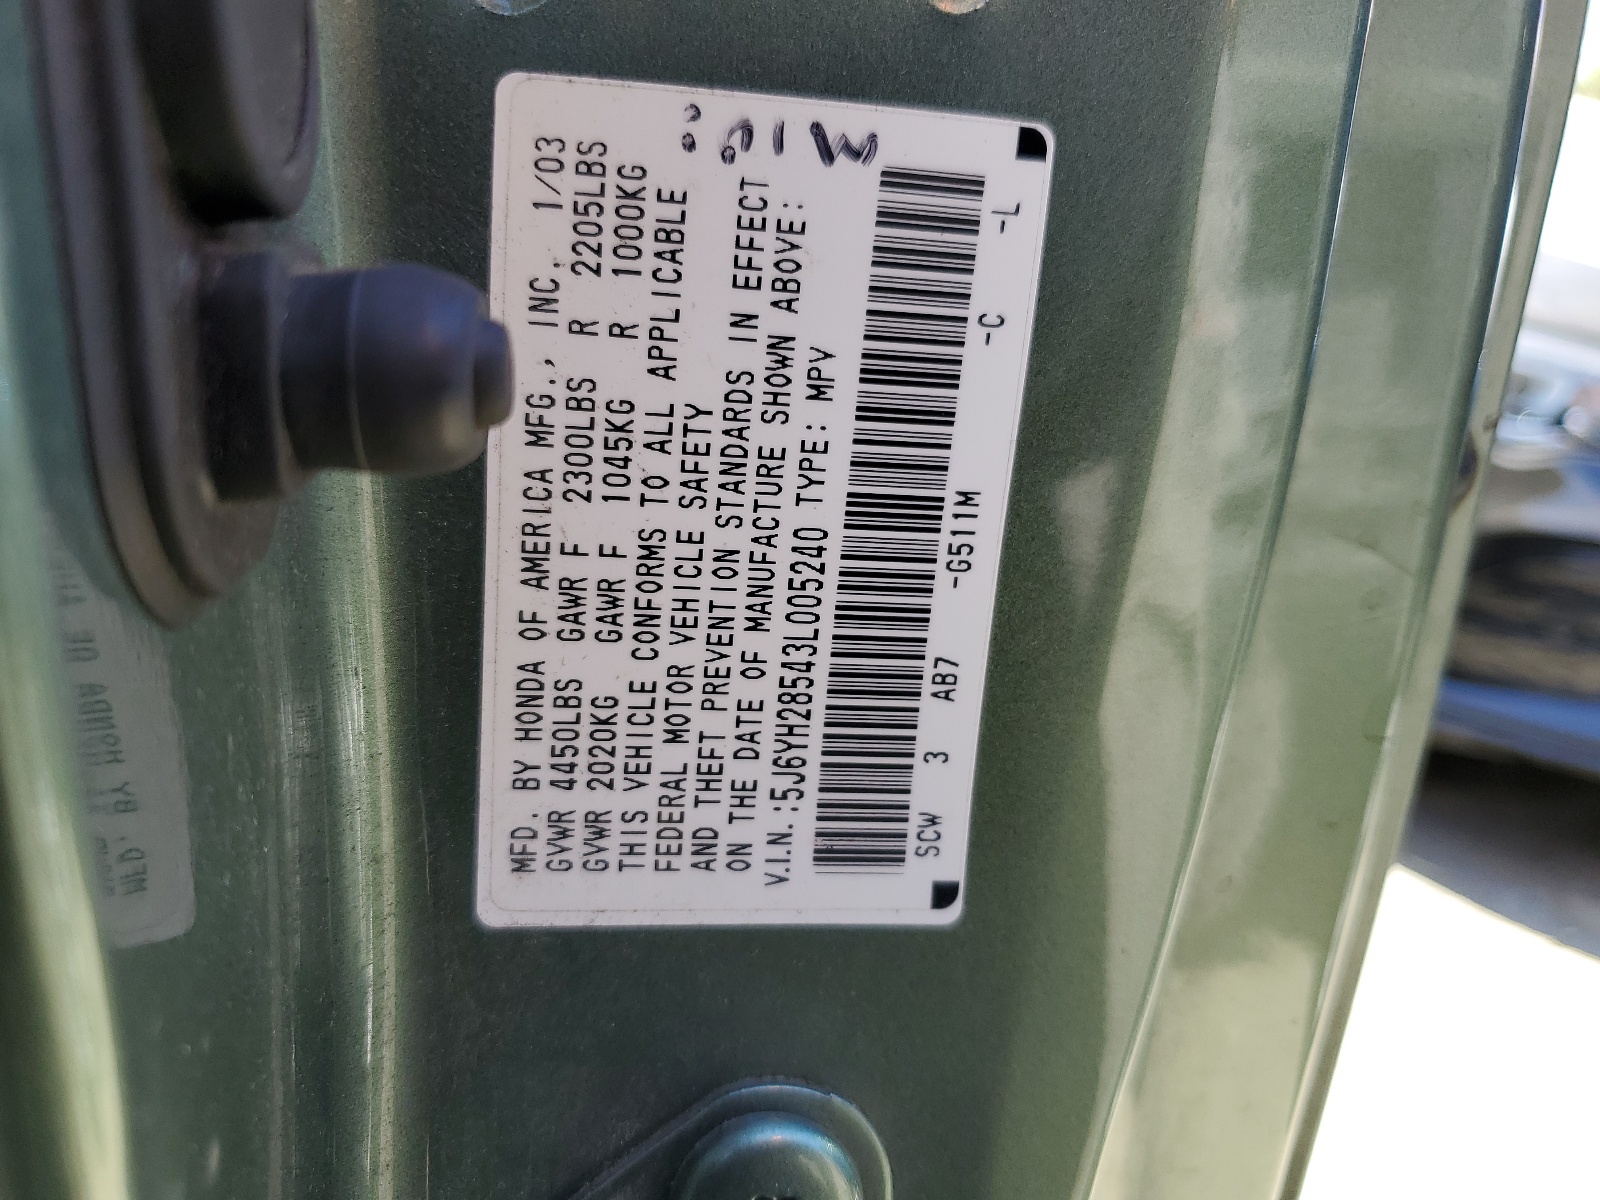 MFD. BY HONDA OF AMERICA MFG., INC. 1/03
GVWR 4450LBS GAWR F 2300LBS R 2205LBS
GVWR 2020KG GAWR F 1045KG R 1000KG
THIS VEHICLE CONFORMS TO ALL APPLICABLE
FEDERAL MOTOR VEHICLE SAFETY
AND THEFT PREVENTION STANDARDS IN EFFECT
ON THE DATE OF MANUFACTURE SHOWN ABOVE:
V.I.N.:5J6YH28543L005240 TYPE: MPV
SCW 3 AB7 -G511M -C -L